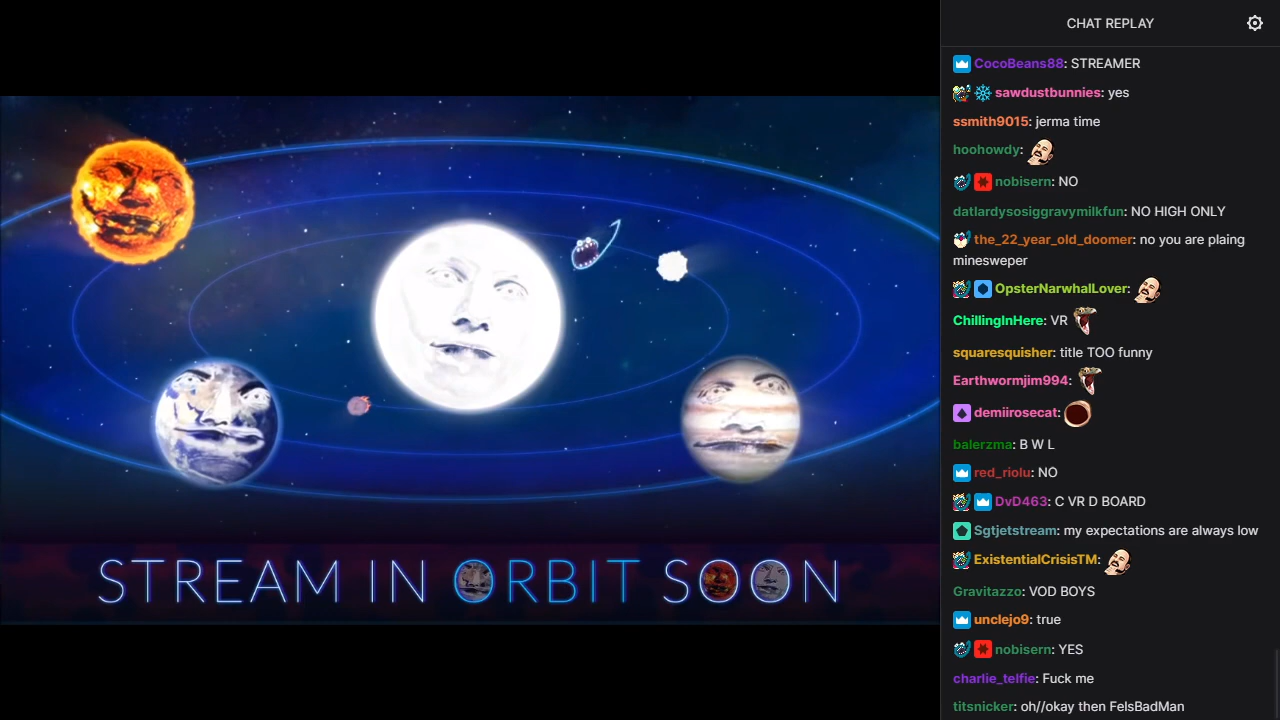 STREAM IN ORBIT SOON
CHAT REPLAY
CocoBeans88: STREAMER
sawdustbunnies: yes
ssmith9015: jerma time
hoohowdy:
nobisern: NO
datlardysosiggravymilkfun: NO HIGH ONLY
the_22_year_old_doomer: no you are plaing
minesweper
OpsterNarwhalLover:
ChillingInHere: VR
squaresquisher: title TOO funny
Earthwormjim994:
demiirosecat:
balerzma: B W L
red_riolu: NO
DvD463: C VR D BOARD
Sgtjetstream: my expectations are always low
ExistentialCrisisTM:
Gravitazzo: VOD BOYS
unclejo9: true
nobisern: YES
charlie_telfie: Fuck me
titsnicker: oh//okay then FelsBadMan